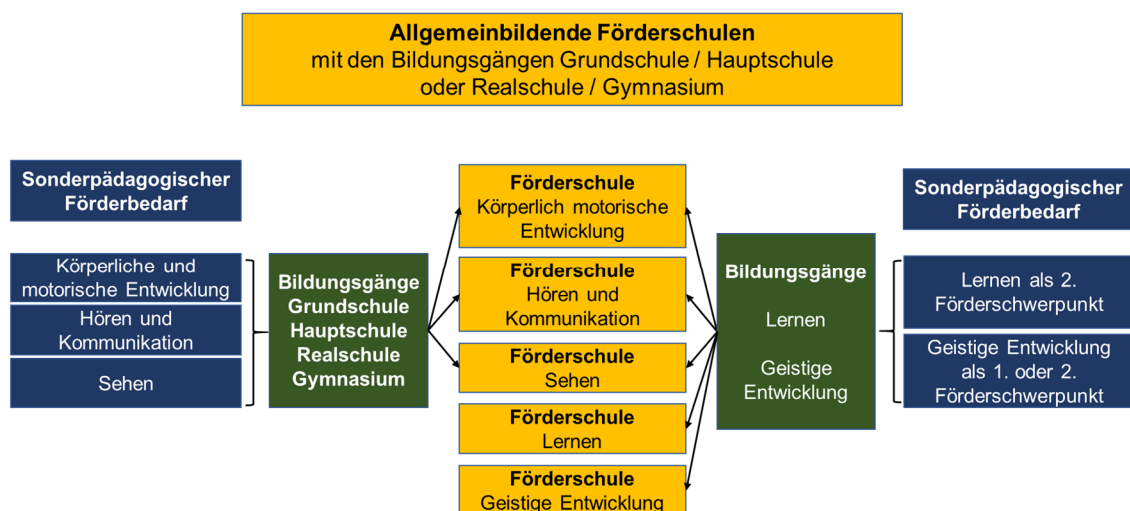 Allgemeinbildende Förderschulen
mit den Bildungsgängen Grundschule / Hauptschule
oder Realschule / Gymnasium
Sonderpädagogischer
Förderbedarf
Körperliche und
motorische Entwicklung
Hören und
Kommunikation
Sehen
Bildungsgänge
Grundschule
Hauptschule
Realschule
Gymnasium
Förderschule
Körperlich motorische
Entwicklung
Förderschule
Hören und
Kommunikation
Förderschule
Sehen
Förderschule
Lernen
Förderschule
Geistige Entwicklung
Bildungsgänge
Lernen
Geistige
Entwicklung
Sonderpädagogischer
Förderbedarf
Lernen als 2.
Förderschwerpunkt
Geistige Entwicklung
als 1. oder 2.
Förderschwerpunkt